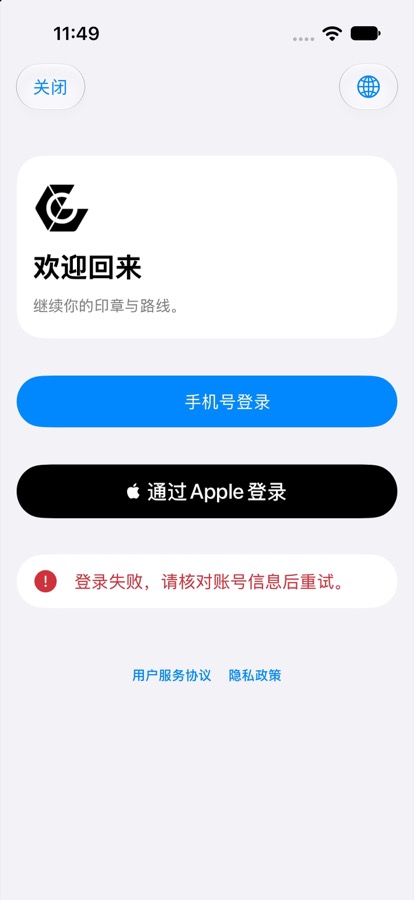 11:49
关闭
欢迎回来
继续你的印章与路线。
手机号登录
通过 Apple 登录
登录失败，请核对账号信息后重试。
用户服务协议 隐私政策